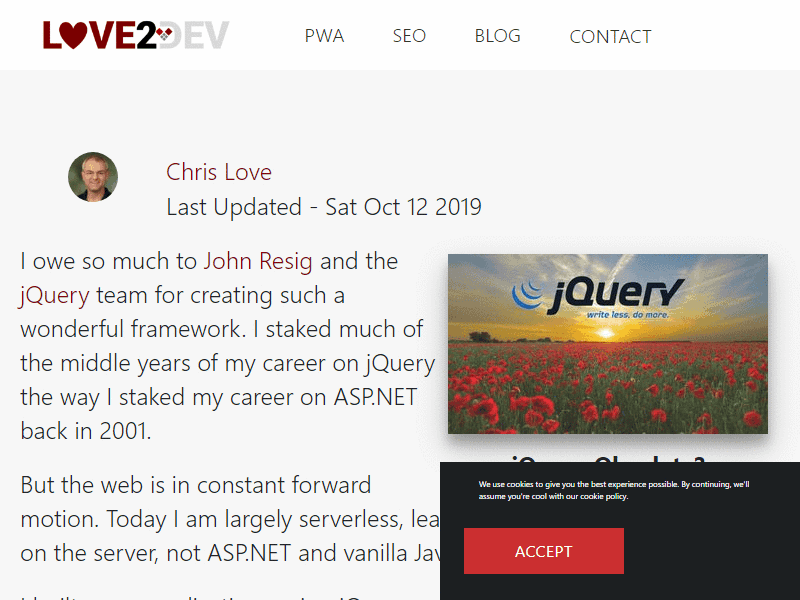 LOVE2DEV
PWA
SEO
BLOG
CONTACT
Chris Love
Last Updated - Sat Oct 12 2019
I owe so much to John Resig and the
jQuery team for creating such a
wonderful framework. I staked much of
the middle years of my career on jQuery
the way I staked my career on ASP.NET
back in 2001.
jQuery
write less, do more.
But the web is in constant forward
motion. Today I am largely serverless, lea
on the server, not ASP.NET and vanilla Jav
We use cookies to give you the best experience possible. By continuing, we'll
assume you're cool with our cookie policy.
ACCEPT